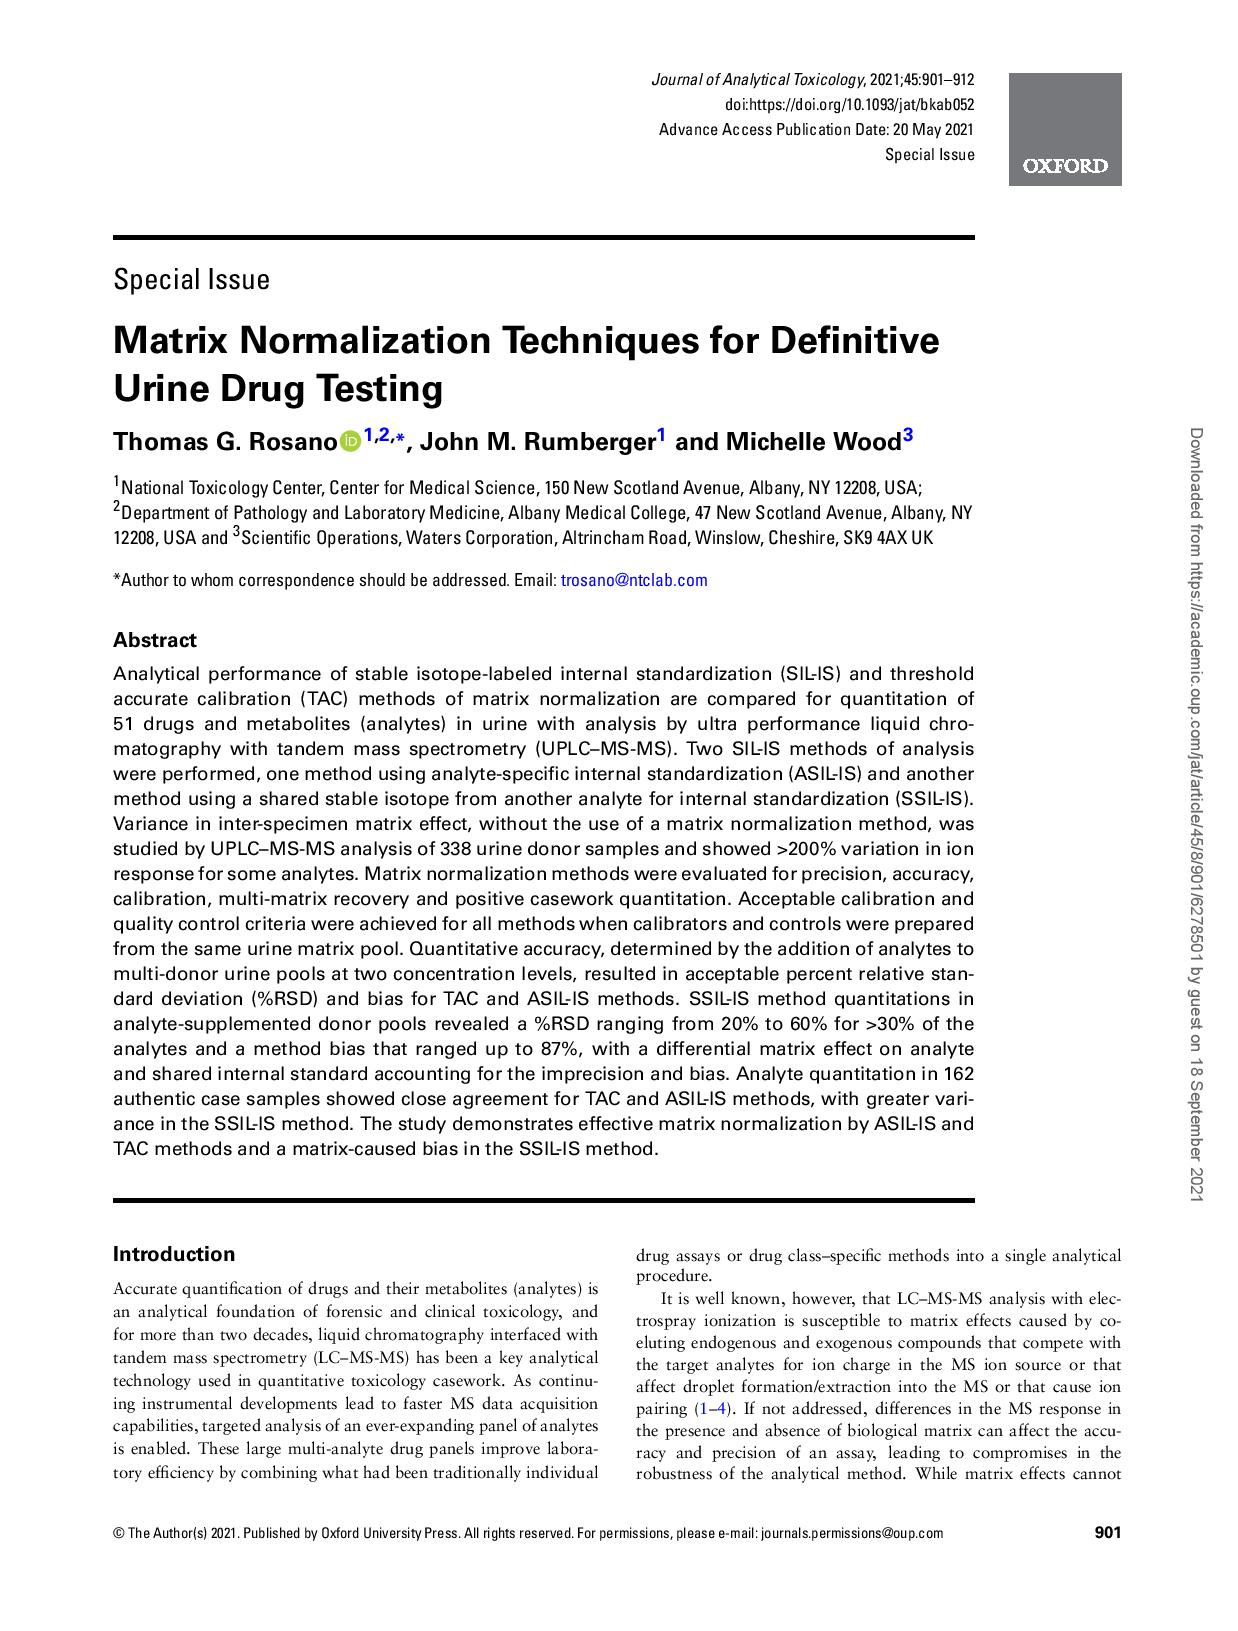 Journal of Analytical Toxicology, 2021;45:901–912
doi:https://doi.org/10.1093/jat/bkab052
Advance Access Publication Date: 20 May 2021
Special Issue
OXFORD
Special Issue
Matrix Normalization Techniques for Definitive
Urine Drug Testing
Thomas G. Rosano iD 1,2,*, John M. Rumberger1 and Michelle Wood3
1National Toxicology Center, Center for Medical Science, 150 New Scotland Avenue, Albany, NY 12208, USA;
2Department of Pathology and Laboratory Medicine, Albany Medical College, 47 New Scotland Avenue, Albany, NY
12208, USA and 3Scientific Operations, Waters Corporation, Altrincham Road, Winslow, Cheshire, SK9 4AX UK
*Author to whom correspondence should be addressed. Email: trosano@ntclab.com
Abstract
Analytical performance of stable isotope-labeled internal standardization (SIL-IS) and threshold
accurate calibration (TAC) methods of matrix normalization are compared for quantitation of
51 drugs and metabolites (analytes) in urine with analysis by ultra performance liquid chro-
matography with tandem mass spectrometry (UPLC–MS-MS). Two SIL-IS methods of analysis
were performed, one method using analyte-specific internal standardization (ASIL-IS) and another
method using a shared stable isotope from another analyte for internal standardization (SSIL-IS).
Variance in inter-specimen matrix effect, without the use of a matrix normalization method, was
studied by UPLC–MS-MS analysis of 338 urine donor samples and showed >200% variation in ion
response for some analytes. Matrix normalization methods were evaluated for precision, accuracy,
calibration, multi-matrix recovery and positive casework quantitation. Acceptable calibration and
quality control criteria were achieved for all methods when calibrators and controls were prepared
from the same urine matrix pool. Quantitative accuracy, determined by the addition of analytes to
multi-donor urine pools at two concentration levels, resulted in acceptable percent relative stan-
dard deviation (%RSD) and bias for TAC and ASIL-IS methods. SSIL-IS method quantitations in
analyte-supplemented donor pools revealed a %RSD ranging from 20% to 60% for >30% of the
analytes and a method bias that ranged up to 87%, with a differential matrix effect on analyte
and shared internal standard accounting for the imprecision and bias. Analyte quantitation in 162
authentic case samples showed close agreement for TAC and ASIL-IS methods, with greater vari-
ance in the SSIL-IS method. The study demonstrates effective matrix normalization by ASIL-IS and
TAC methods and a matrix-caused bias in the SSIL-IS method.
Introduction
Accurate quantification of drugs and their metabolites (analytes) is
an analytical foundation of forensic and clinical toxicology, and
for more than two decades, liquid chromatography interfaced with
tandem mass spectrometry (LC–MS-MS) has been a key analytical
technology used in quantitative toxicology casework. As continu-
ing instrumental developments lead to faster MS data acquisition
capabilities, targeted analysis of an ever-expanding panel of analytes
is enabled. These large multi-analyte drug panels improve labora-
tory efficiency by combining what had been traditionally individual
drug assays or drug class–specific methods into a single analytical
procedure.
It is well known, however, that LC–MS-MS analysis with elec-
trospray ionization is susceptible to matrix effects caused by co-
eluting endogenous and exogenous compounds that compete with
the target analytes for ion charge in the MS ion source or that
affect droplet formation/extraction into the MS or that cause ion
pairing (1–4). If not addressed, differences in the MS response in
the presence and absence of biological matrix can affect the accu-
racy and precision of an assay, leading to compromises in the
robustness of the analytical method. While matrix effects cannot
© The Author(s) 2021. Published by Oxford University Press. All rights reserved. For permissions, please e-mail: journals.permissions@oup.com
901
Downloaded from https://academic.oup.com/jat/article/45/8/901/6278501 by guest on 18 September 2021